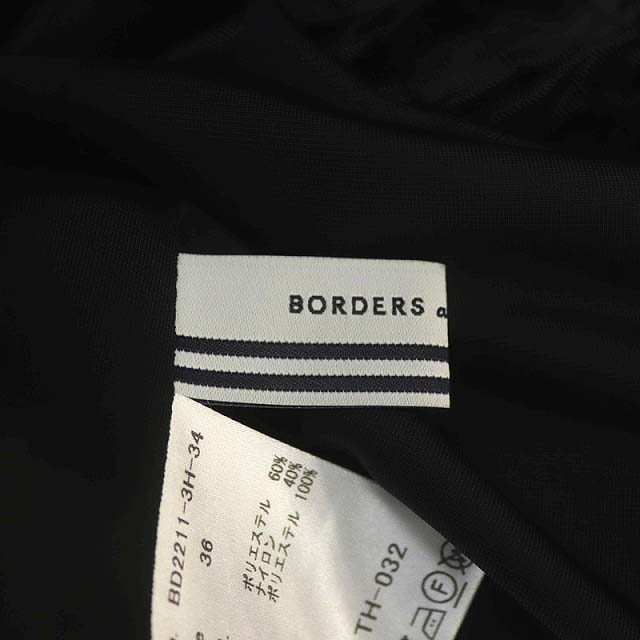 BORDERS a
BD2211-3H-34
36
ポリエステル 60%
ナイロン 40%
ポリエステル 100%
TH-032
F